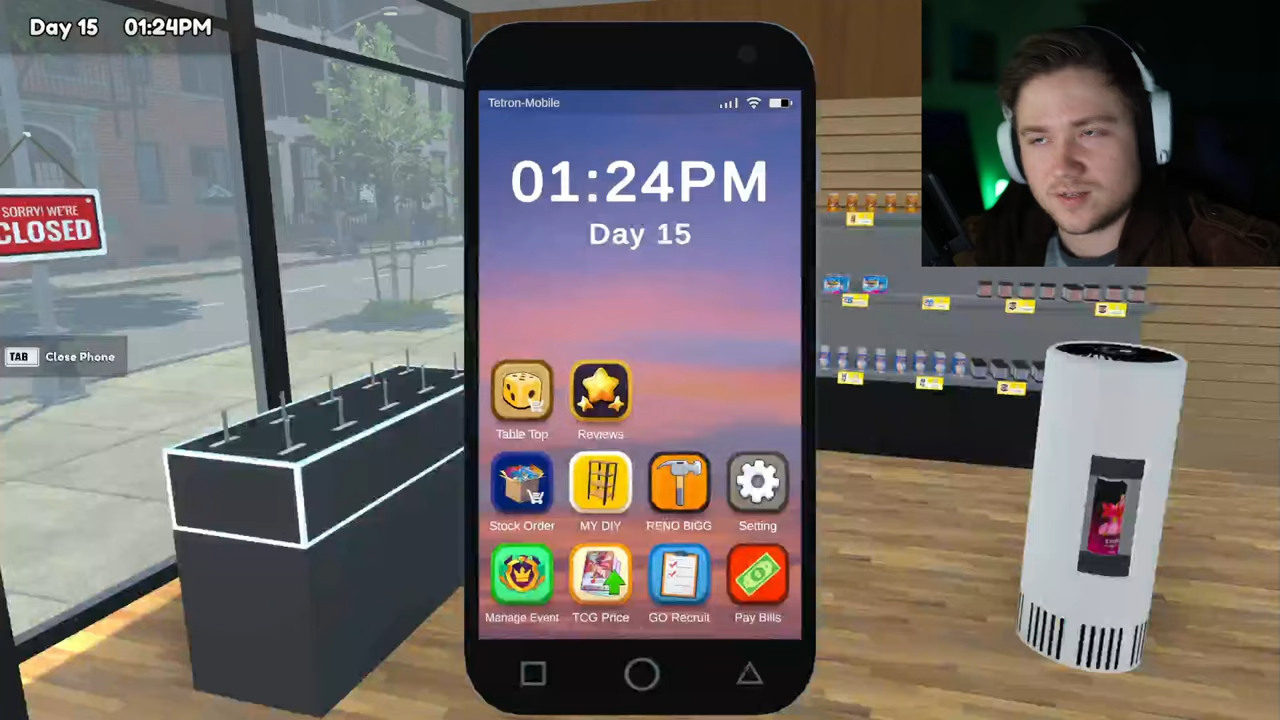 Day 15 01:24PM
Tetron-Mobile
01:24PM
Day 15
SORRY! WE'RE
CLOSED
TAB Close Phone
Table Top Reviews
Stock Order MY DIY RENO BIGG Setting
Manage Event TCG Price GO Recruit Pay Bills